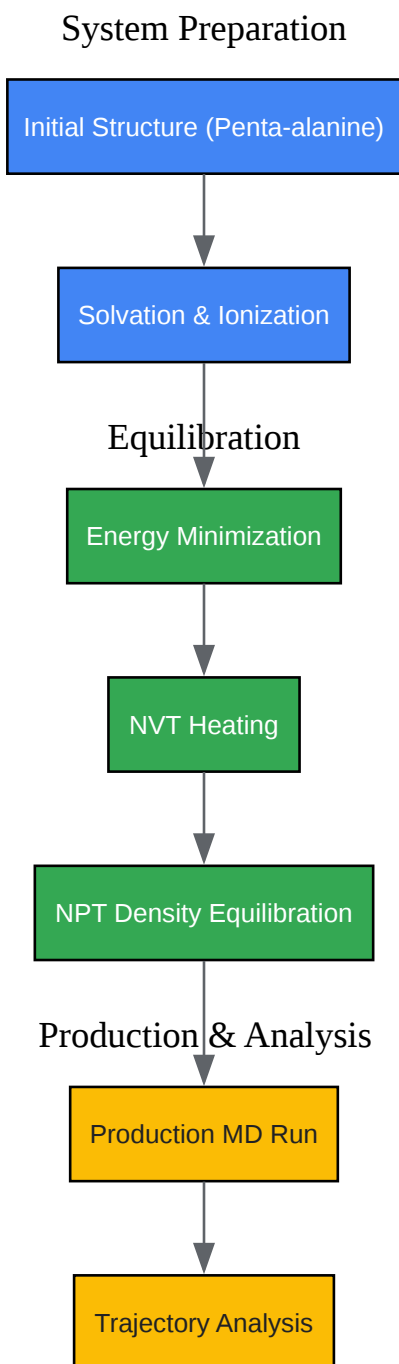 System Preparation
Initial Structure (Penta-alanine)
Solvation & Ionization
Equilibration
Energy Minimization
NVT Heating
NPT Density Equilibration
Production & Analysis
Production MD Run
Trajectory Analysis